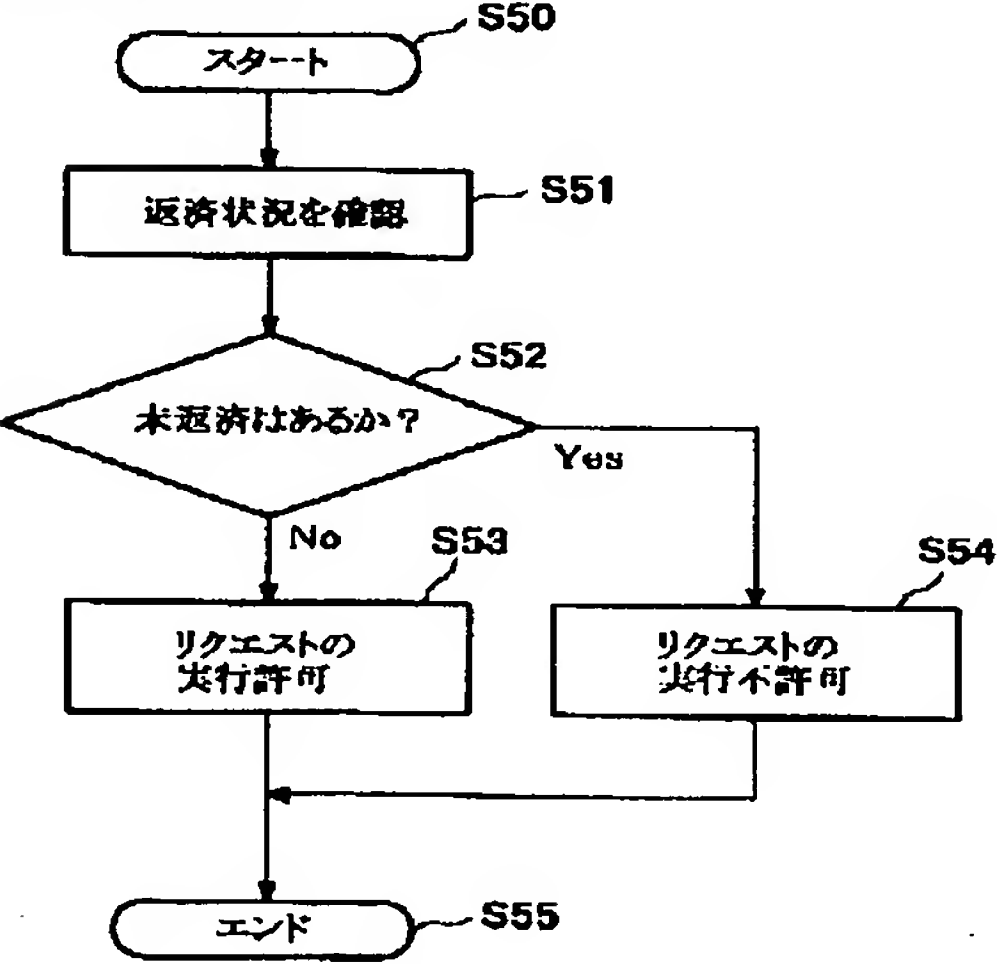 S50
スタート
S51
返済状況を確認
S52
未返済はあるか？
Yes
No
S53
S54
リクエストの
実行許可
リクエストの
実行不許可
エンド
S55